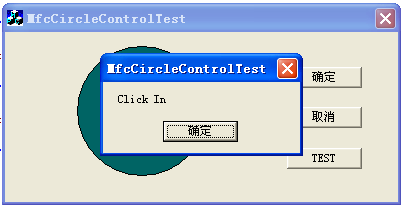 MfcCircleControlTest
MfcCircleControlTest
Click In
确定
确定
取消
TEST